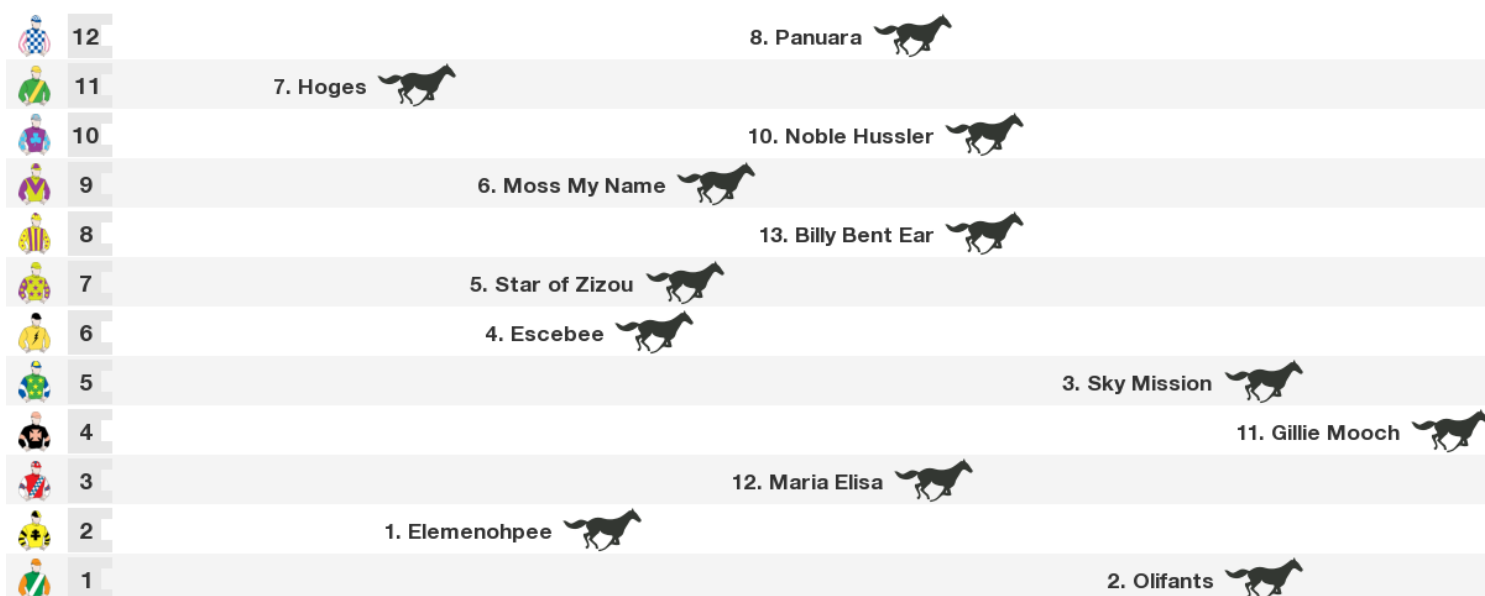 12 8. Panuara
11 7. Hoges
10 10. Noble Hussler
9 6. Moss My Name
8 13. Billy Bent Ear
7 5. Star of Zizou
6 4. Escebee
5 3. Sky Mission
4 11. Gillie Mooch
3 12. Maria Elisa
2 1. Elemenohpee
1 2. Olifants